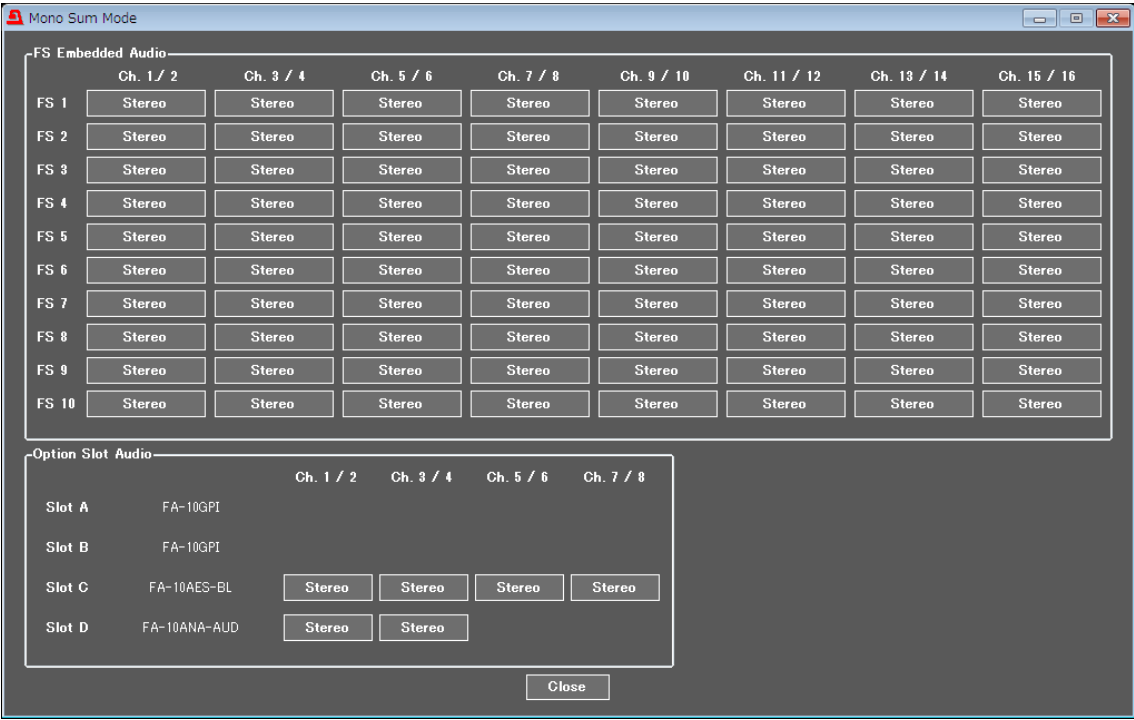 Mono Sum Mode
FS Embedded Audio
Ch. 1 / 2 Ch. 3 / 4 Ch. 5 / 6 Ch. 7 / 8 Ch. 9 / 10 Ch. 11 / 12 Ch. 13 / 14 Ch. 15 / 16
FS 1 Stereo Stereo Stereo Stereo Stereo Stereo Stereo Stereo
FS 2 Stereo Stereo Stereo Stereo Stereo Stereo Stereo Stereo
FS 3 Stereo Stereo Stereo Stereo Stereo Stereo Stereo Stereo
FS 4 Stereo Stereo Stereo Stereo Stereo Stereo Stereo Stereo
FS 5 Stereo Stereo Stereo Stereo Stereo Stereo Stereo Stereo
FS 6 Stereo Stereo Stereo Stereo Stereo Stereo Stereo Stereo
FS 7 Stereo Stereo Stereo Stereo Stereo Stereo Stereo Stereo
FS 8 Stereo Stereo Stereo Stereo Stereo Stereo Stereo Stereo
FS 9 Stereo Stereo Stereo Stereo Stereo Stereo Stereo Stereo
FS 10 Stereo Stereo Stereo Stereo Stereo Stereo Stereo Stereo
Option Slot Audio
Ch. 1 / 2 Ch. 3 / 4 Ch. 5 / 6 Ch. 7 / 8
Slot A FA-10GPI
Slot B FA-10GPI
Slot C FA-10AES-BL Stereo Stereo Stereo Stereo
Slot D FA-10ANA-AUD Stereo Stereo
Close